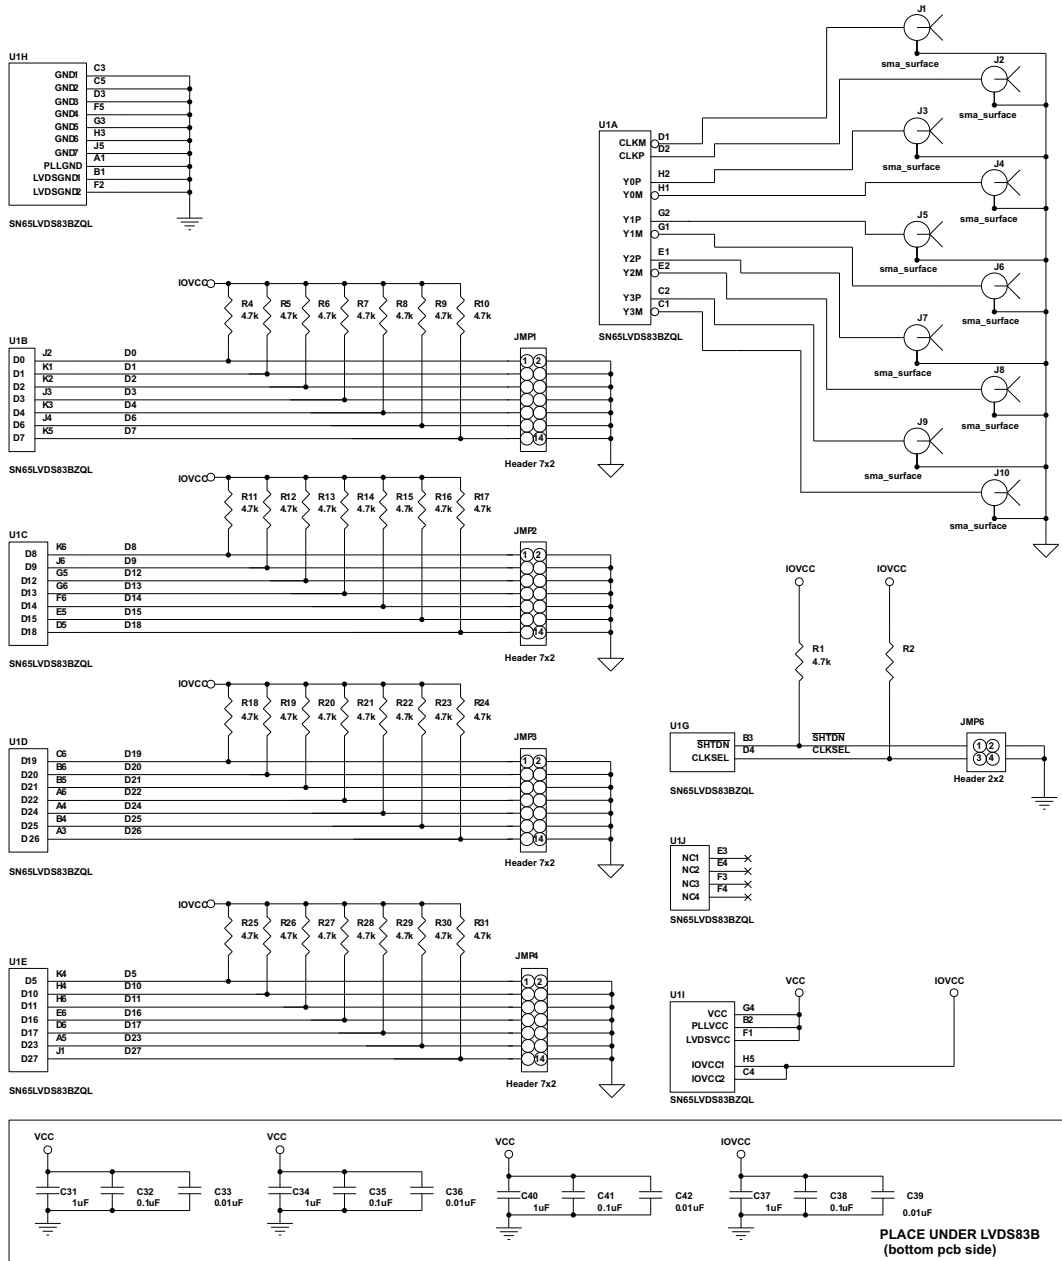 U1H
GND1 C3
GND2 C5
GND3 D3
GND4 F5
GND5 G3
GND6 H3
GND7 J5
PLLGND A1
LVDSGND1 B1
LVDSGND2 F2
SN65LVDS83BZQL
U1A
CLKM D1
CLKP D2
Y0P H2
Y0M H1
Y1P G2
Y1M G1
Y2P E1
Y2M E2
Y3P C2
Y3M C1
SN65LVDS83BZQL
J1
sma_surface
J2
sma_surface
J3
sma_surface
J4
sma_surface
J5
sma_surface
J6
sma_surface
J7
sma_surface
J8
sma_surface
J9
sma_surface
J10
sma_surface
IOVCC
R4 R5 R6 R7 R8 R9 R10
4.7k 4.7k 4.7k 4.7k 4.7k 4.7k 4.7k
U1B
JMP1
D0 J2 D0
D1 K1 D1
D2 K2 D2
D3 J3 D3
D4 K3 D4
D6 J4 D6
D7 K5 D7
1 2
14
Header 7x2
SN65LVDS83BZQL
IOVCC
R11 R12 R13 R14 R15 R16 R17
4.7k 4.7k 4.7k 4.7k 4.7k 4.7k 4.7k
U1C
JMP2
D8 K6 D8
D9 J6 D9
D12 G5 D12
D13 G6 D13
D14 F6 D14
D15 E5 D15
D18 D5 D18
1 2
14
Header 7x2
SN65LVDS83BZQL
IOVCC
R18 R19 R20 R21 R22 R23 R24
4.7k 4.7k 4.7k 4.7k 4.7k 4.7k 4.7k
U1D
JMP3
D19 C6 D19
D20 B6 D20
D21 B5 D21
D22 A6 D22
D24 A4 D24
D25 B4 D25
D26 A3 D26
1 2
14
Header 7x2
SN65LVDS83BZQL
IOVCC
R25 R26 R27 R28 R29 R30 R31
4.7k 4.7k 4.7k 4.7k 4.7k 4.7k 4.7k
U1E
JMP4
D5 K4 D5
D10 H4 D10
D11 H6 D11
D16 E6 D16
D17 D6 D17
D23 A5 D23
D27 J1 D27
1 2
14
Header 7x2
SN65LVDS83BZQL
IOVCC IOVCC
R1 R2
4.7k
U1G
JMP6
SHTDN B3 SHTDN
CLKSEL D4 CLKSEL
1 2
3 4
Header 2x2
SN65LVDS83BZQL
U1J
NC1 E3
NC2 E4
NC3 F3
NC4 F4
SN65LVDS83BZQL
VCC IOVCC
U1I
VCC G4
PLLVCC B2
LVDSVCC F1
IOVCC1 H5
IOVCC2 C4
SN65LVDS83BZQL
VCC
C31 C32 C33
1uF 0.1uF 0.01uF
VCC
C34 C35 C36
1uF 0.1uF 0.01uF
VCC
C40 C41 C42
1uF 0.1uF 0.01uF
IOVCC
C37 C38 C39
1uF 0.1uF 0.01uF
PLACE UNDER LVDS83B
(bottom pcb side)